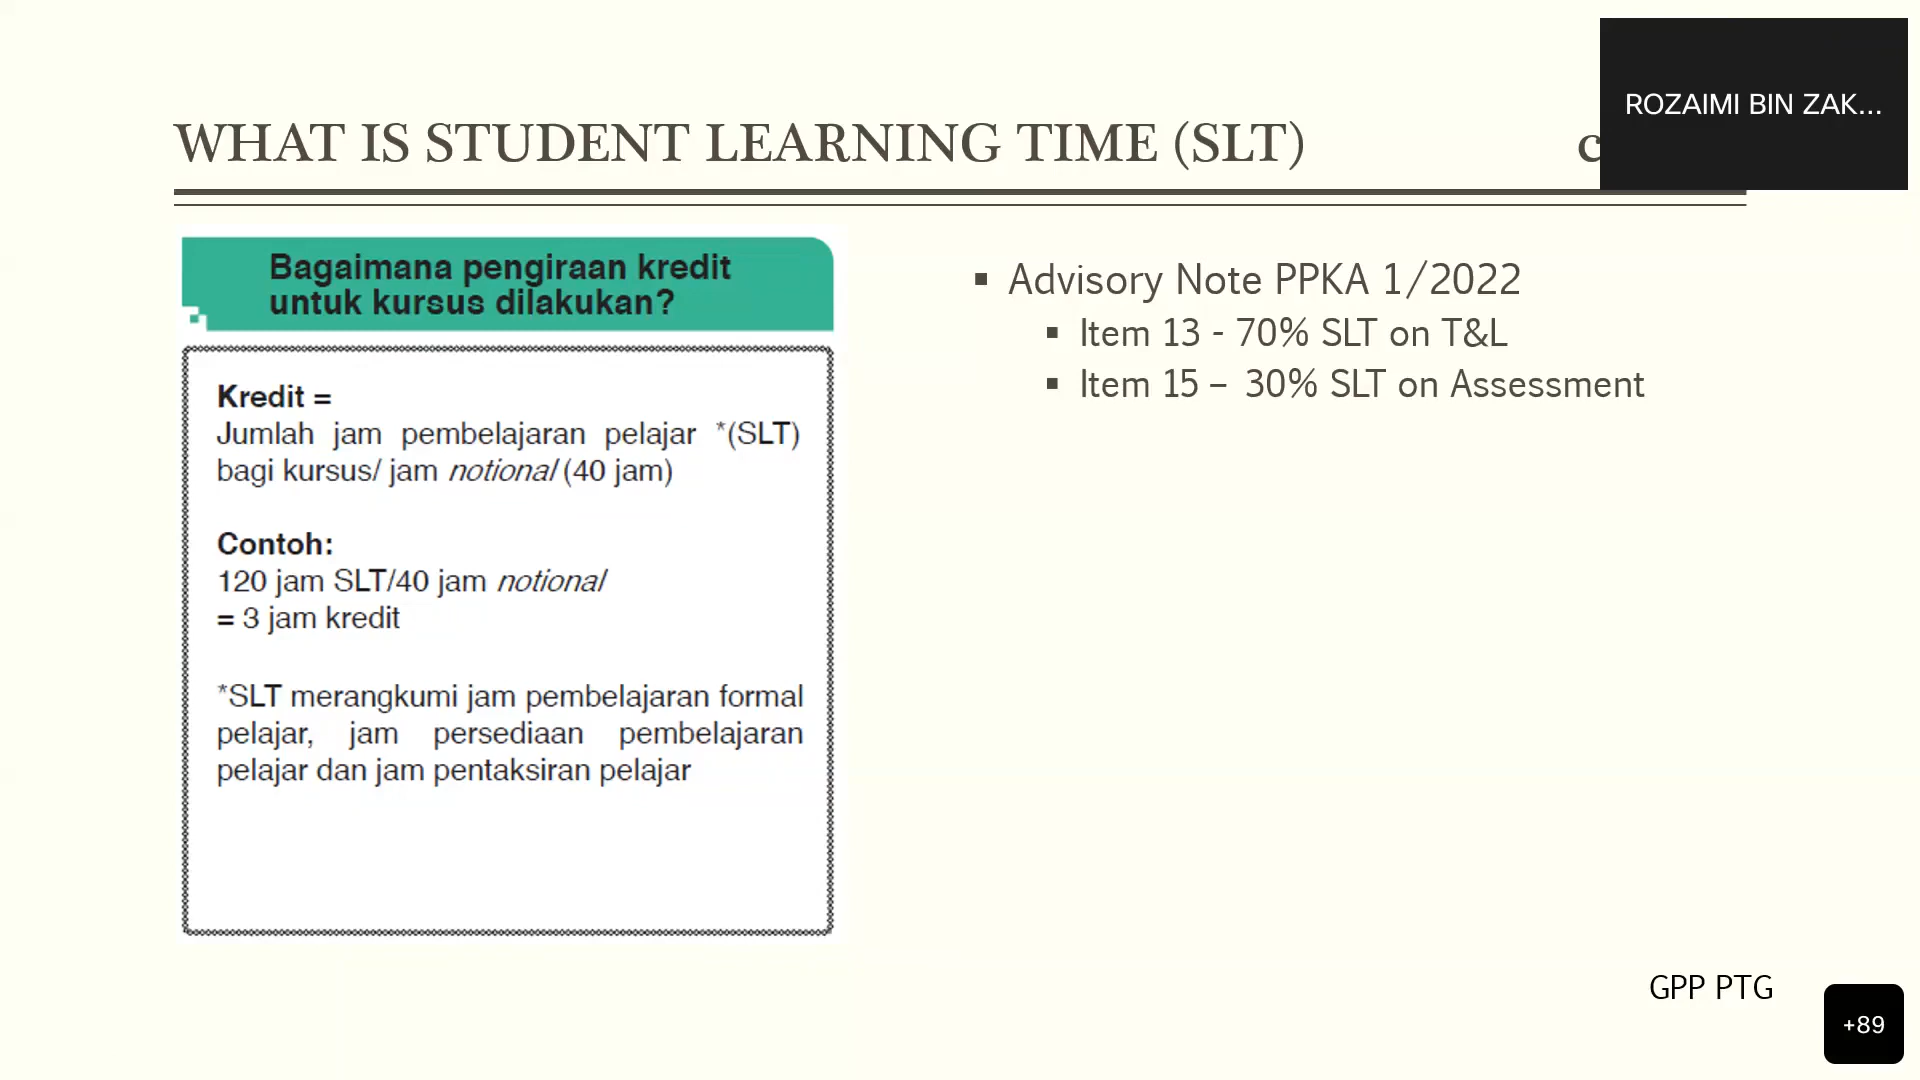 ROZAIMI BIN ZAK...
WHAT IS STUDENT LEARNING TIME (SLT)
Bagaimana pengiraan kredit
untuk kursus dilakukan?
Kredit =
Jumlah jam pembelajaran pelajar *(SLT)
bagi kursus/ jam notional (40 jam)
Contoh:
120 jam SLT/40 jam notional
= 3 jam kredit
*SLT merangkumi jam pembelajaran formal
pelajar, jam persediaan pembelajaran
pelajar dan jam pentaksiran pelajar
▪ Advisory Note PPKA 1/2022
▪ Item 13 - 70% SLT on T&L
▪ Item 15 – 30% SLT on Assessment
GPP PTG
+89